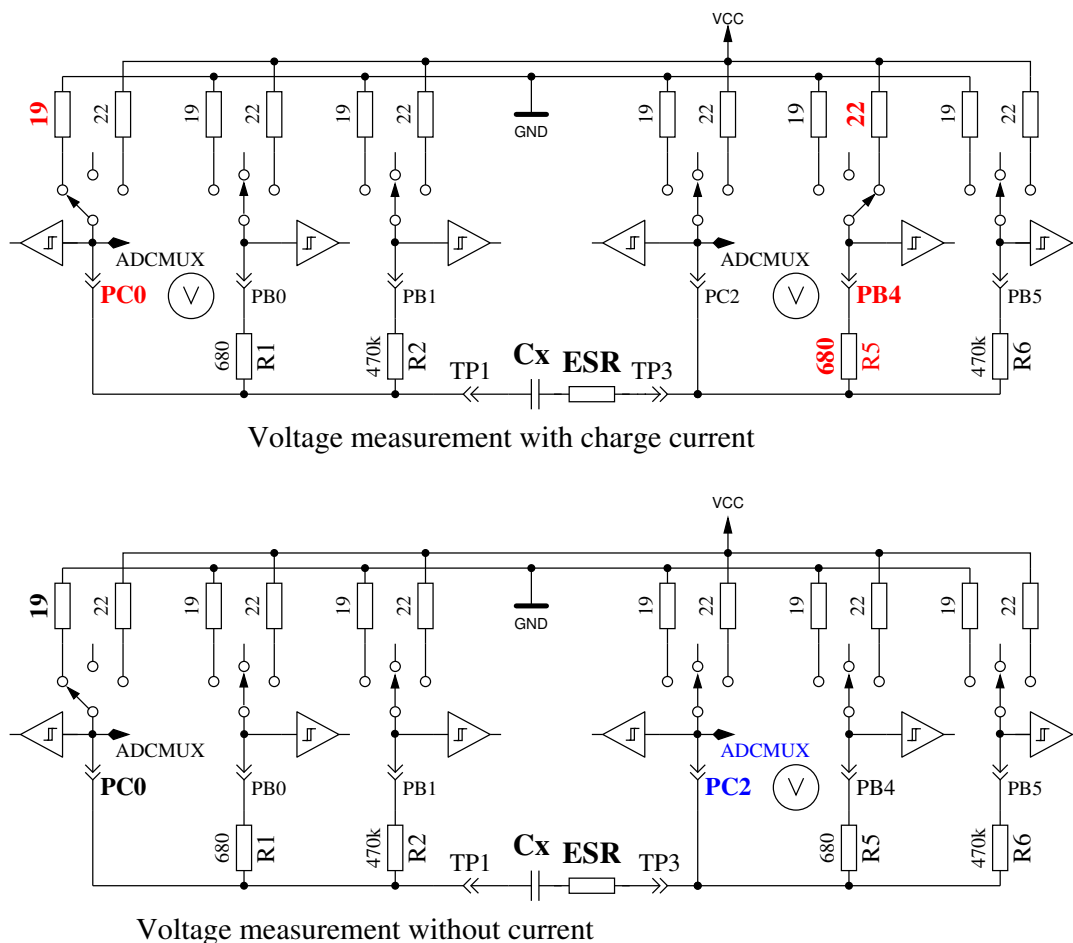 VCC
19 22 19 22 19 22 19 22 19 22 19 22
GND
ADCMUX ADCMUX
PC0 V PB0 PB1 PC2 V PB4 PB5
680 R1 470k R2 680 R5 470k R6
TP1 Cx ESR TP3
Voltage measurement with charge current
VCC
19 22 19 22 19 22 19 22 19 22 19 22
GND
ADCMUX ADCMUX
PC0 PB0 PB1 PC2 V PB4 PB5
680 R1 470k R2 680 R5 470k R6
TP1 Cx ESR TP3
Voltage measurement without current